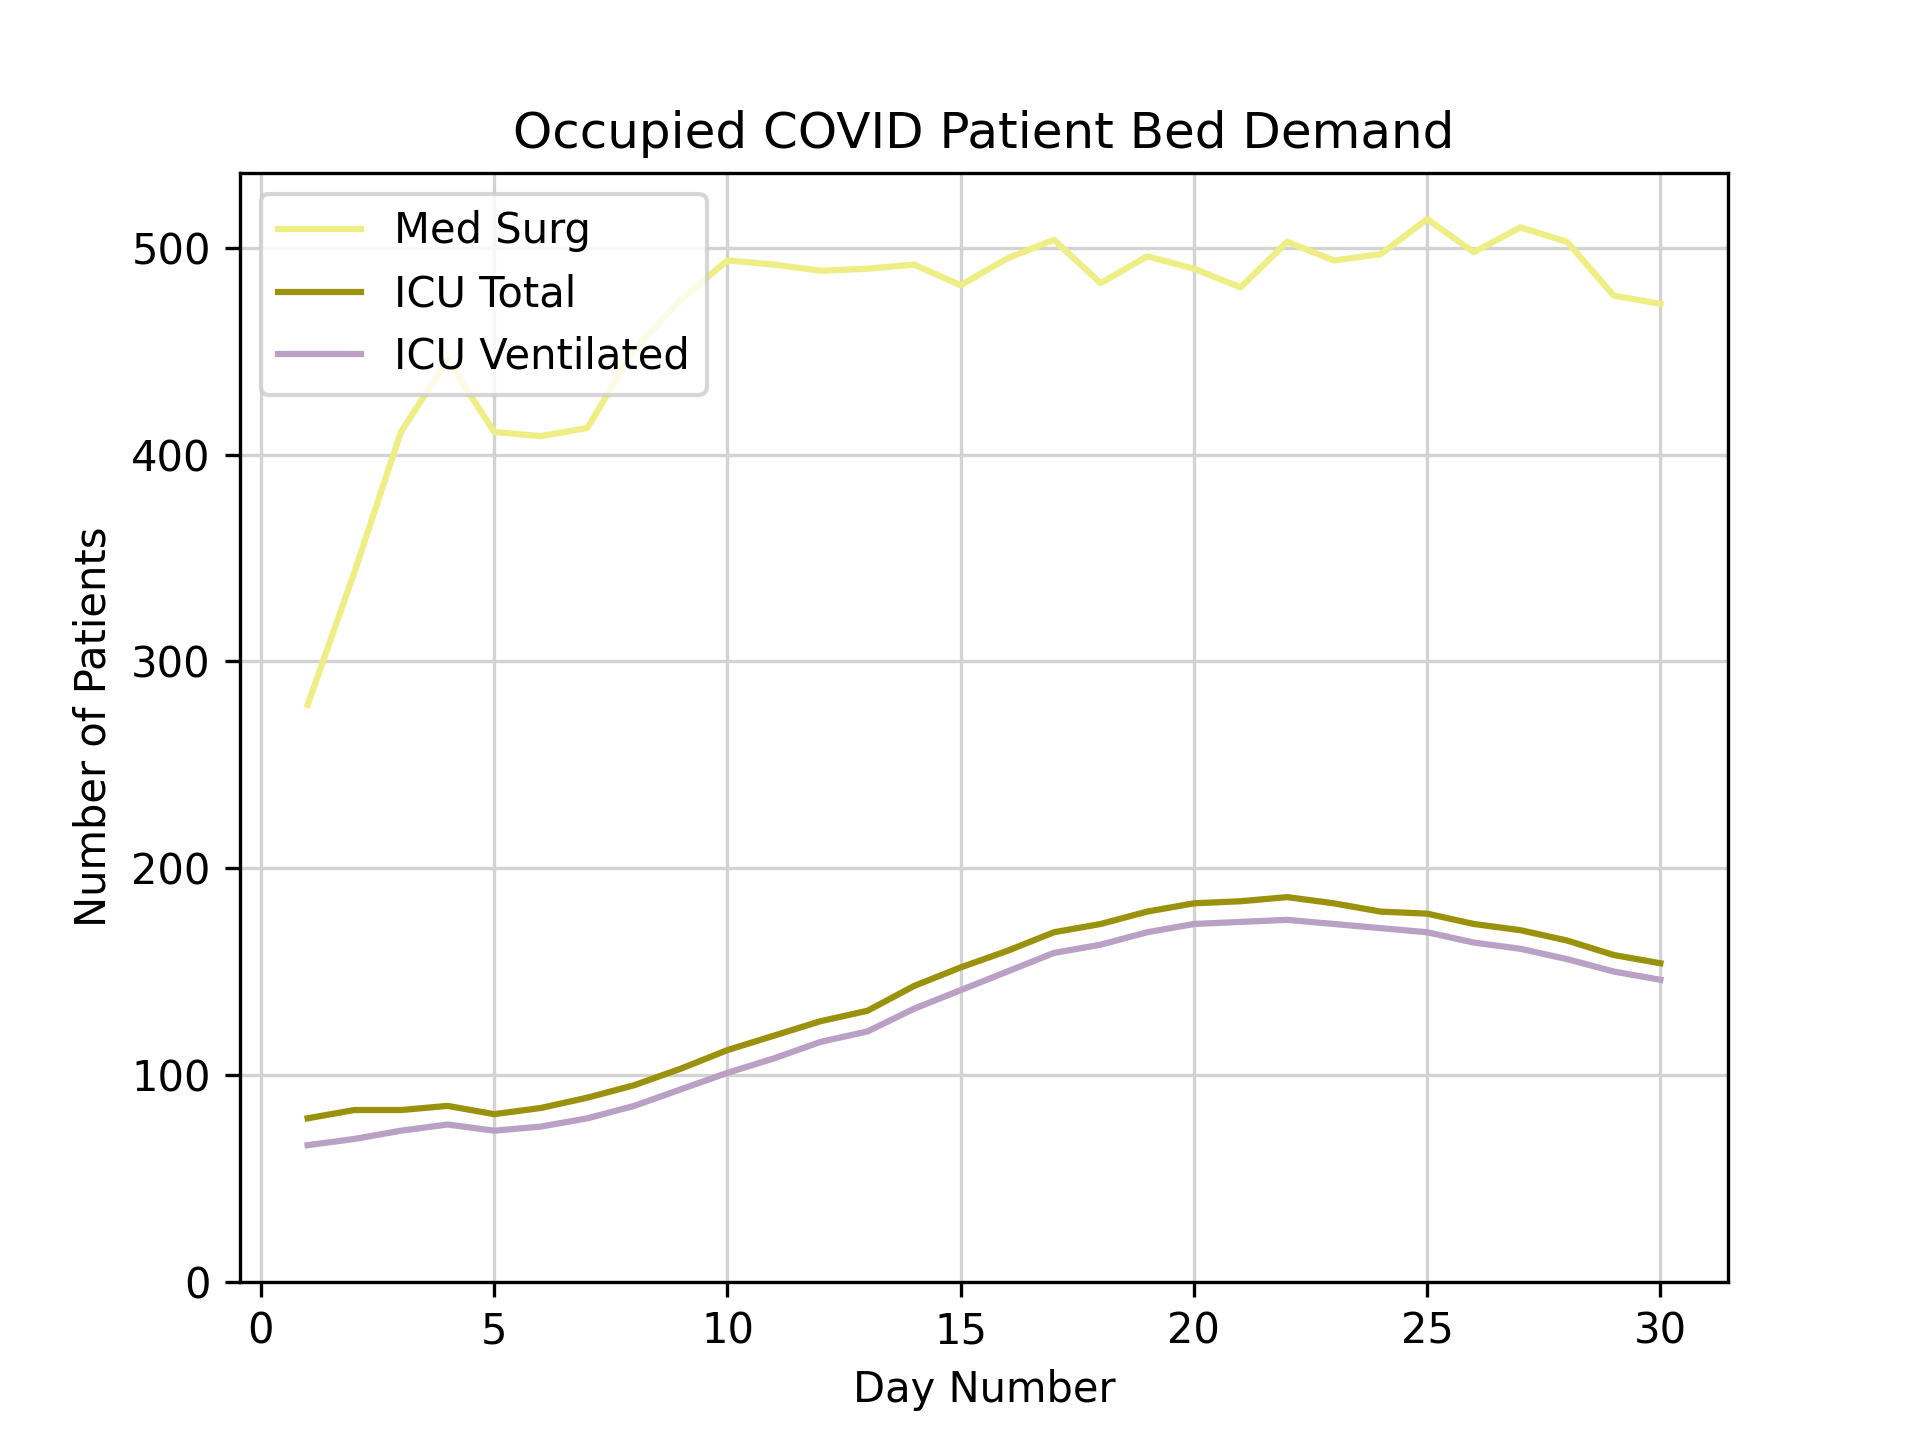 Occupied COVID Patient Bed Demand
Med Surg
ICU Total
ICU Ventilated
500
400
300
200
100
0
Number of Patients
0 5 10 15 20 25 30
Day Number